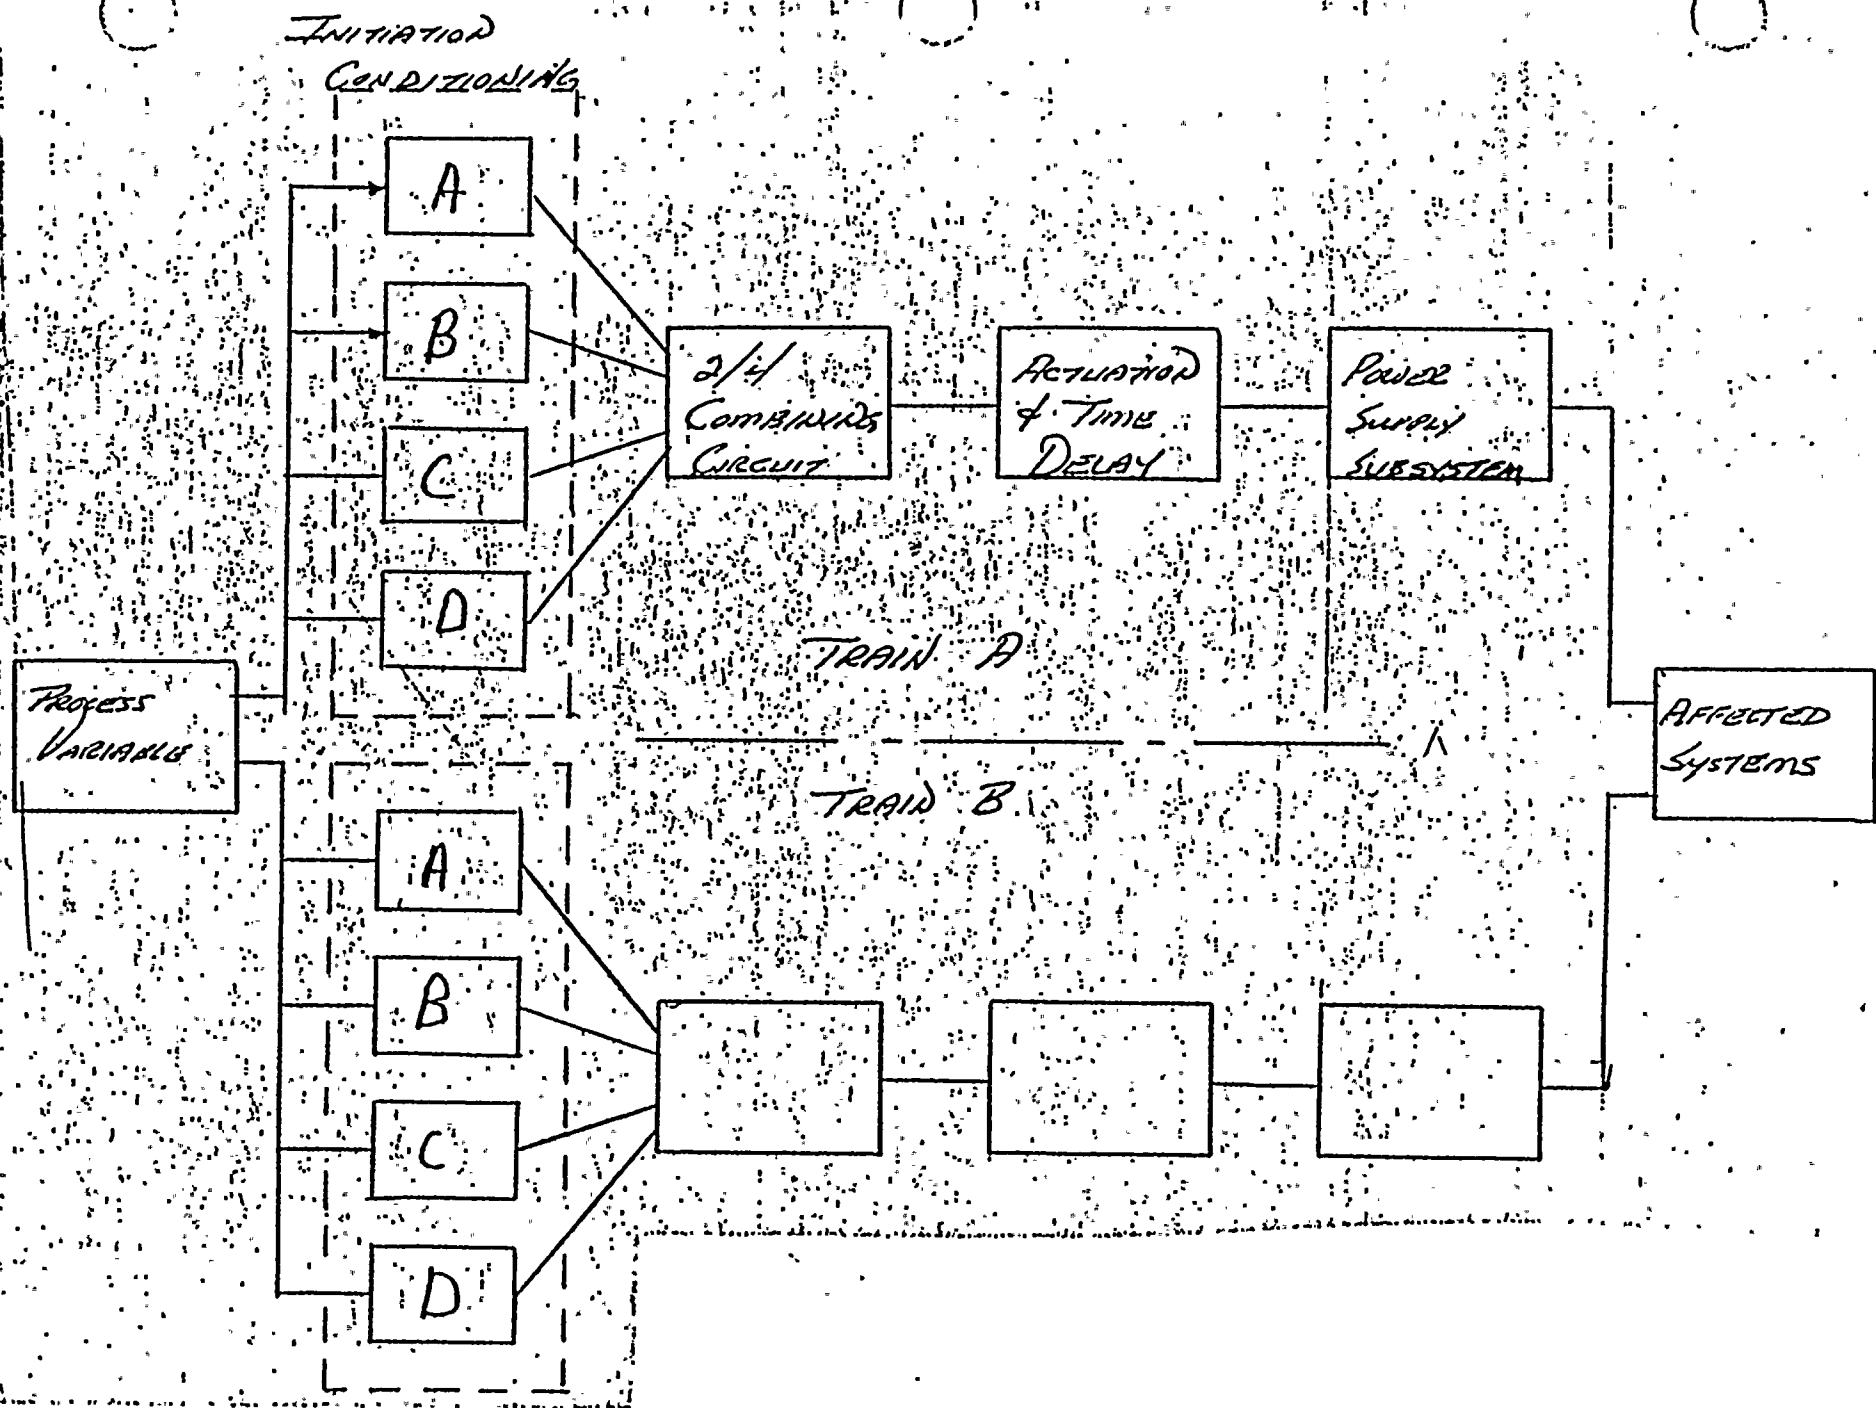 INITIATION
CONDITIONING
A
B
C
D
2/4
COMBINING
CIRCUIT
ACTUATION
& TIME
DELAY
POWER
SUPPLY
SUBSYSTEM
TRAIN A
PROCESS
VARIABLE
AFFECTED
SYSTEMS
TRAIN B
A
B
C
D